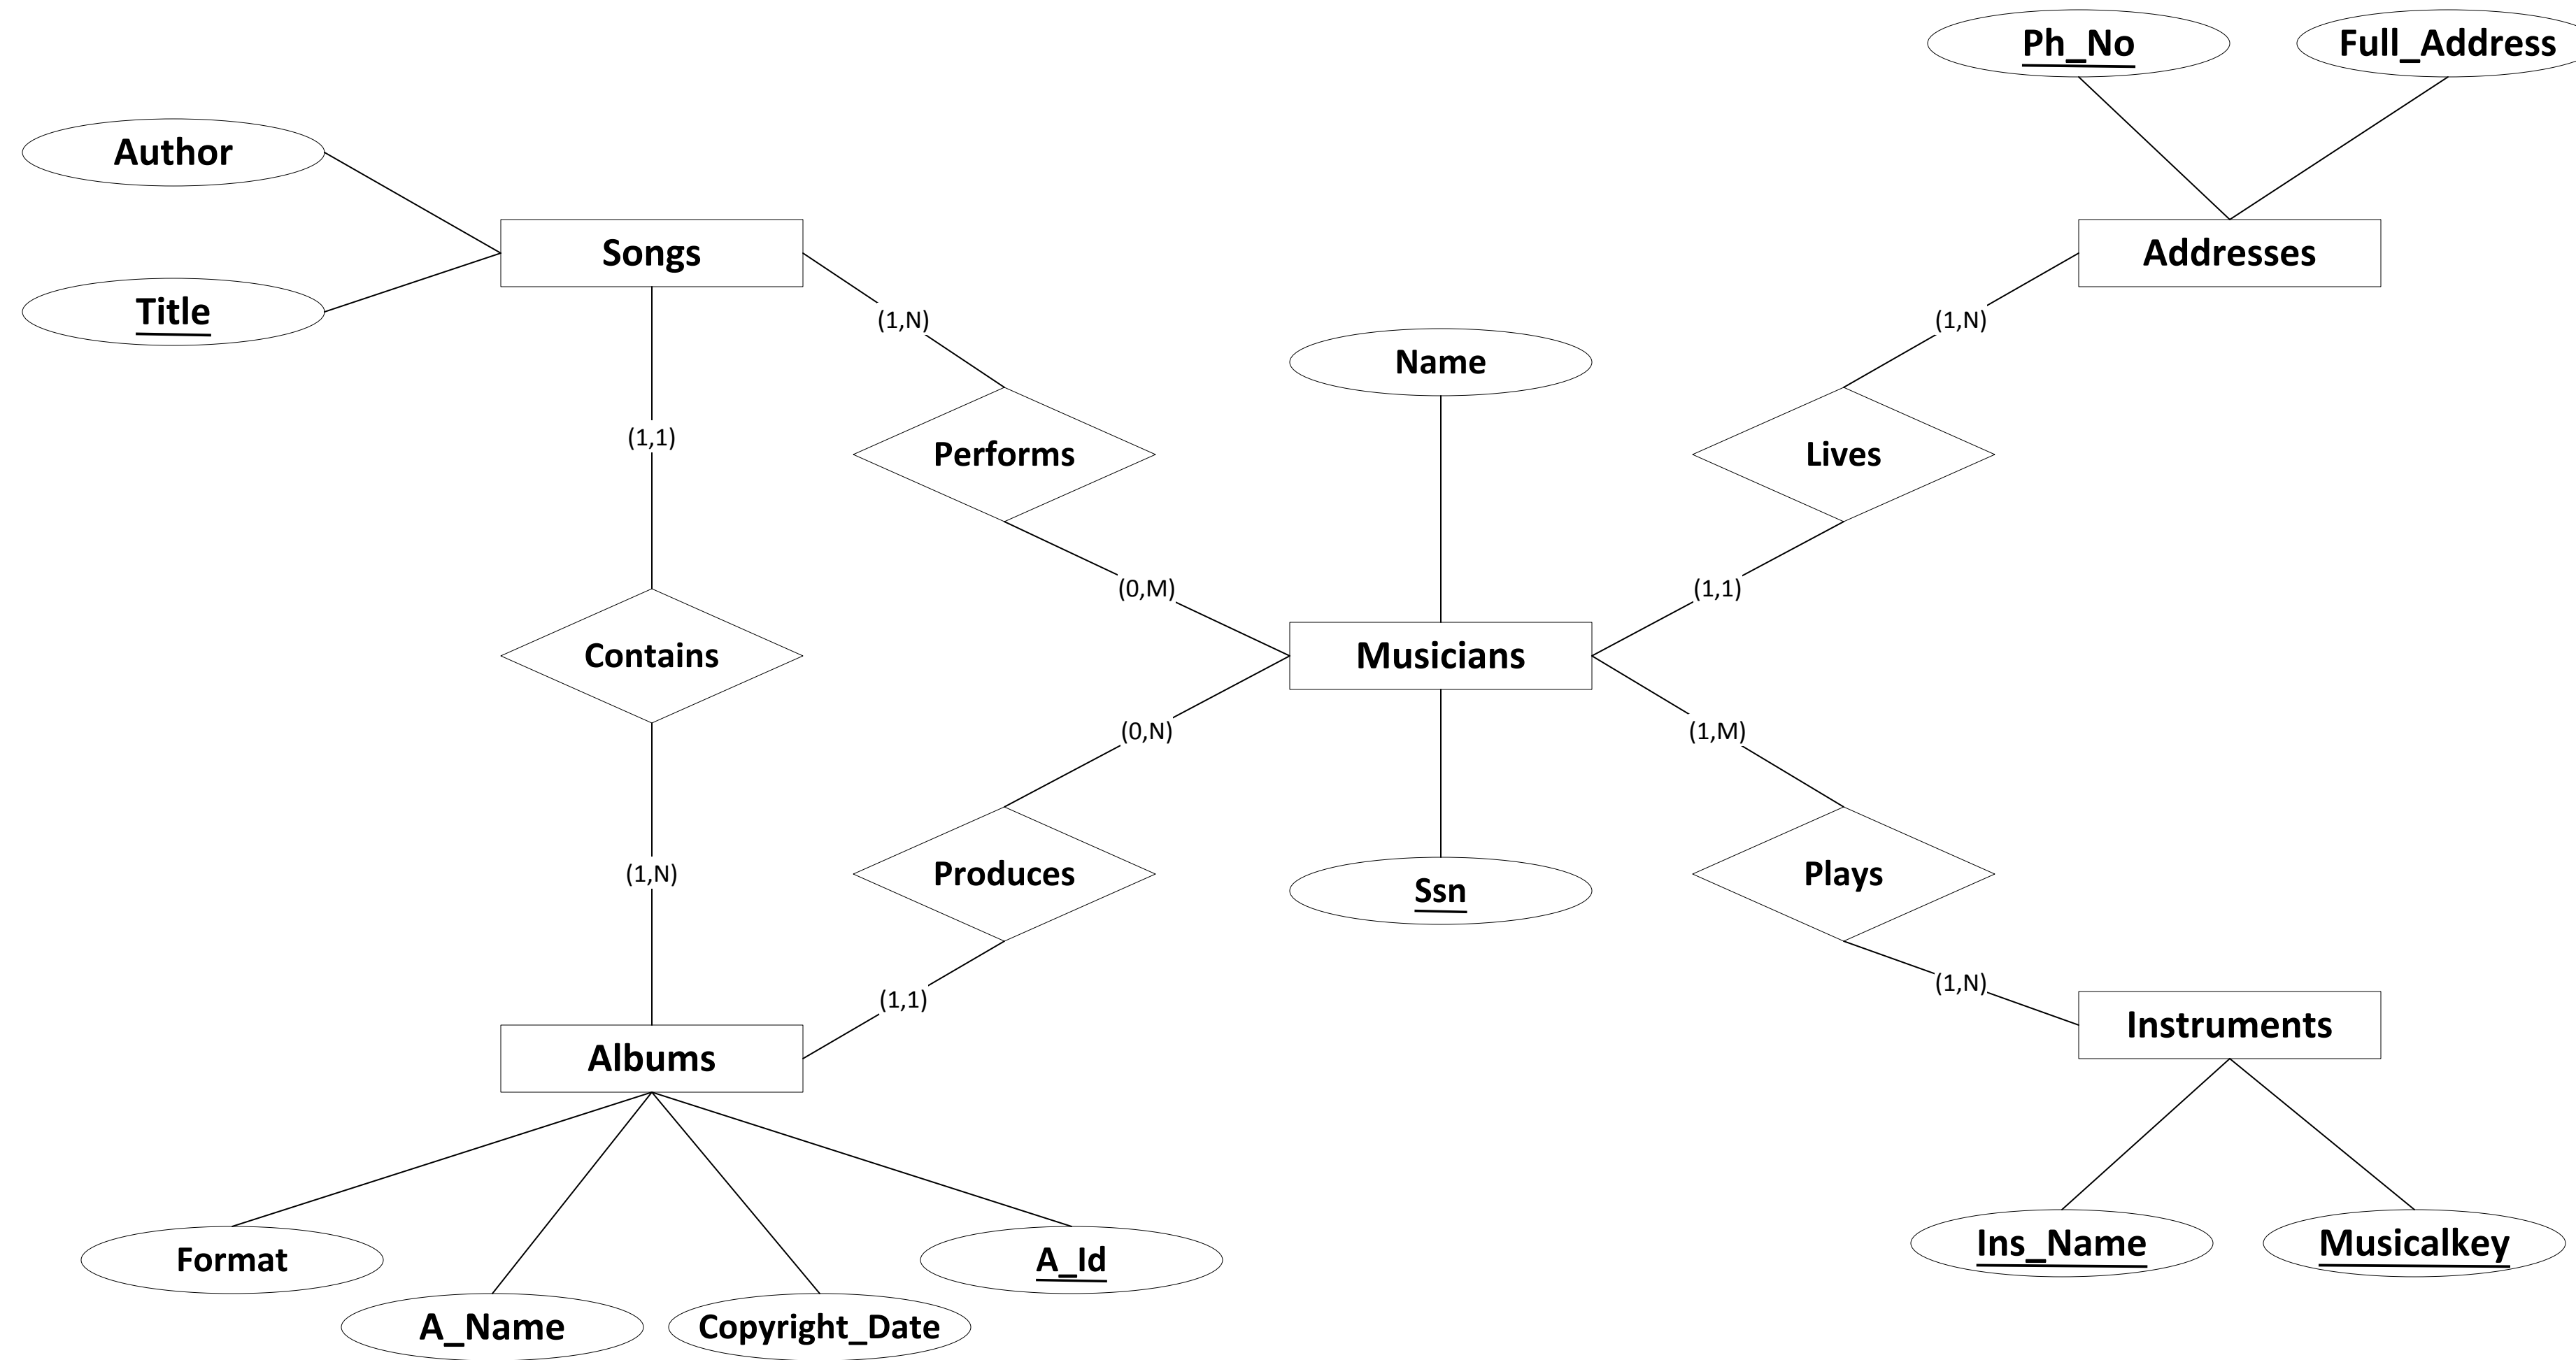 Ph_No
Full_Address
Author
Songs
Addresses
Title
(1,N)
(1,N)
Name
(1,1)
Performs
Lives
(0,M)
(1,1)
Contains
Musicians
(0,N)
(1,M)
(1,N)
Produces
Plays
Ssn
(1,1)
(1,N)
Instruments
Albums
Format
A_Id
Ins_Name
Musicalkey
A_Name
Copyright_Date